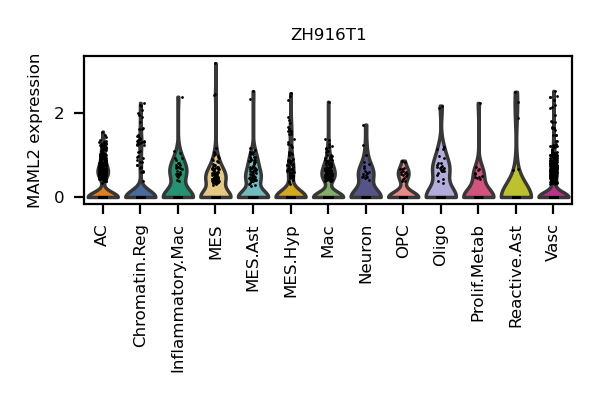 ZH916T1
MAML2 expression
2
0
AC
Chromatin.Reg
Inflammatory.Mac
MES
MES.Ast
MES.Hyp
Mac
Neuron
OPC
Oligo
Prolif.Metab
Reactive.Ast
Vasc